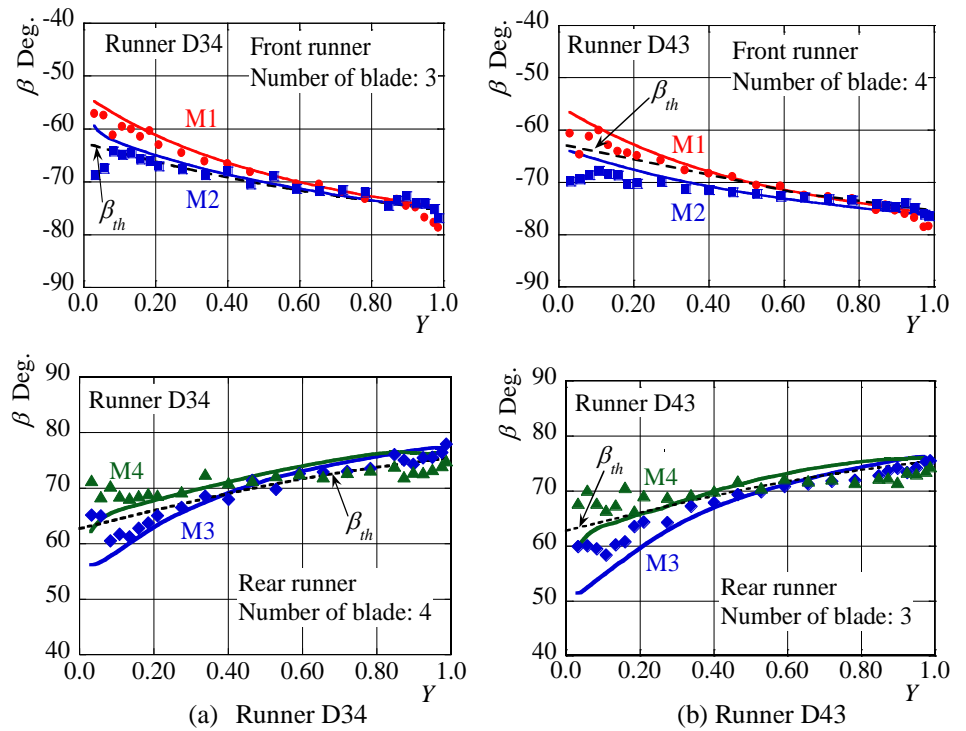 -40
-50
-60
-70
-80
-90
β Deg.
Runner D34
Front runner
Number of blade: 3
M1
M2
βth
0.0 0.20 0.40 0.60 0.80 1.0
Y
-40
-50
-60
-70
-80
-90
β Deg.
Runner D43
Front runner
Number of blade: 4
βth
M1
M2
0.0 0.20 0.40 0.60 0.80 1.0
Y
90
80
70
60
50
40
β Deg.
Runner D34
M4
M3
βth
Rear runner
Number of blade: 4
0.0 0.20 0.40 0.60 0.80 1.0
Y
90
80
70
60
50
40
β Deg.
Runner D43
βth
M4
M3
Rear runner
Number of blade: 3
0.0 0.20 0.40 0.60 0.80 1.0
Y
(a) Runner D34
(b) Runner D43